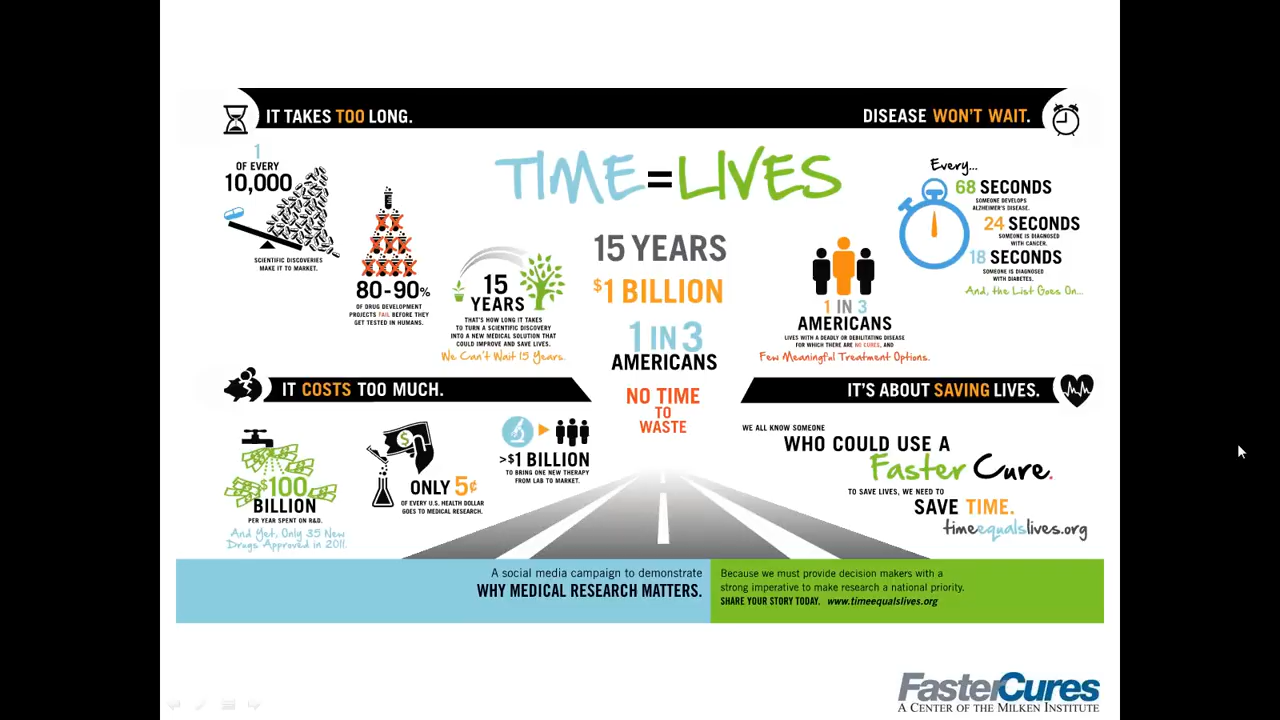 IT TAKES TOO LONG.
DISEASE WON'T WAIT.
TIME=LIVES
1
OF EVERY
10,000
SCIENTIFIC DISCOVERIES
MAKE IT TO MARKET.
80-90%
OF DRUG DEVELOPMENT
PROJECTS FAIL BEFORE THEY
GET TESTED IN HUMANS.
15
YEARS
THAT'S HOW LONG IT TAKES
TO TURN A SCIENTIFIC DISCOVERY
INTO A NEW MEDICAL SOLUTION THAT
COULD IMPROVE AND SAVE LIVES.
We Can't Wait 15 Years.
15 YEARS
$1 BILLION
1 IN 3
AMERICANS
NO TIME
TO
WASTE
1 IN 3
AMERICANS
LIVES WITH A DEADLY OR DEBILITATING DISEASE
FOR WHICH THERE ARE NO CURES, AND
Few Meaningful Treatment Options.
Every...
68 SECONDS
SOMEONE DEVELOPS
ALZHEIMER'S DISEASE.
24 SECONDS
SOMEONE IS DIAGNOSED
WITH CANCER.
18 SECONDS
SOMEONE IS DIAGNOSED
WITH DIABETES.
And, the List Goes On...
IT COSTS TOO MUCH.
$100
BILLION
PER YEAR SPENT ON R&D.
And Yet, Only 35 New
Drugs Approved in 2011.
$
ONLY 5¢
OF EVERY U.S. HEALTH DOLLAR
GOES TO MEDICAL RESEARCH.
>$1 BILLION
TO BRING ONE NEW THERAPY
FROM LAB TO MARKET.
IT'S ABOUT SAVING LIVES.
WE ALL KNOW SOMEONE
WHO COULD USE A
Faster Cure.
TO SAVE LIVES, WE NEED TO
SAVE TIME.
timeequalslives.org
A social media campaign to demonstrate
WHY MEDICAL RESEARCH MATTERS.
Because we must provide decision makers with a
strong imperative to make research a national priority.
SHARE YOUR STORY TODAY. www.timeequalslives.org
FasterCures
A CENTER OF THE MILKEN INSTITUTE